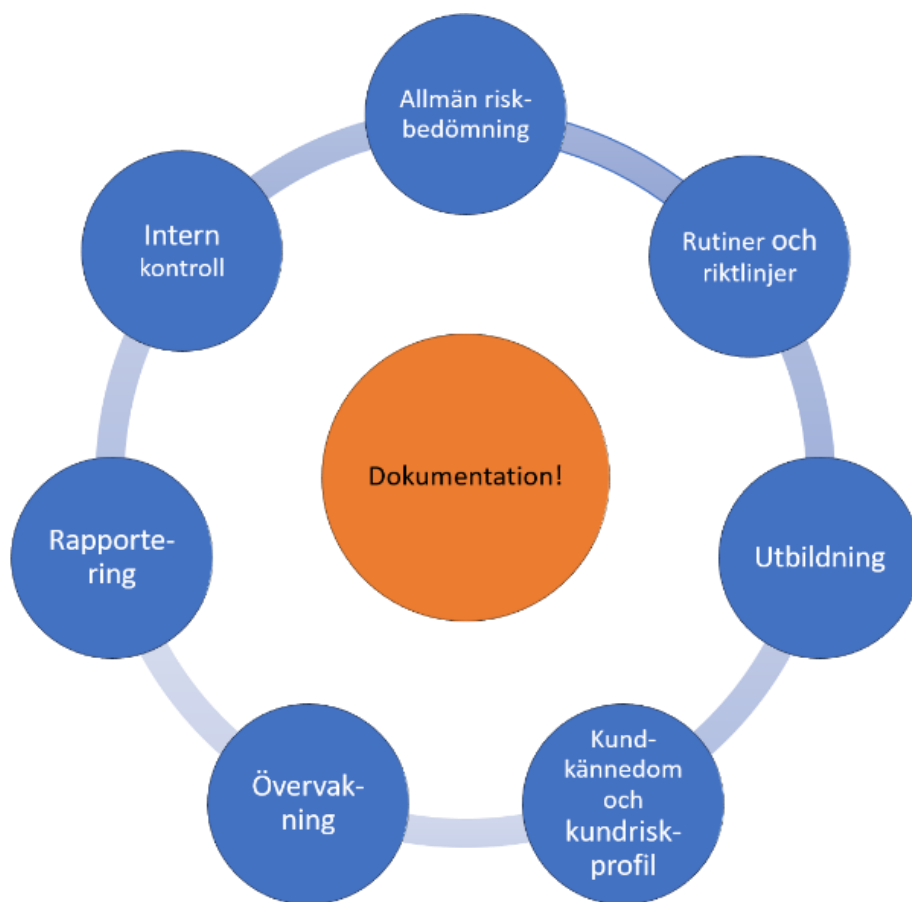 Allmän risk-
bedömning
Rutiner och
riktlinjer
Utbildning
Kund-
kännedom
och
kundrisk-
profil
Övervak-
ning
Rapporte-
ring
Intern
kontroll
Dokumentation!